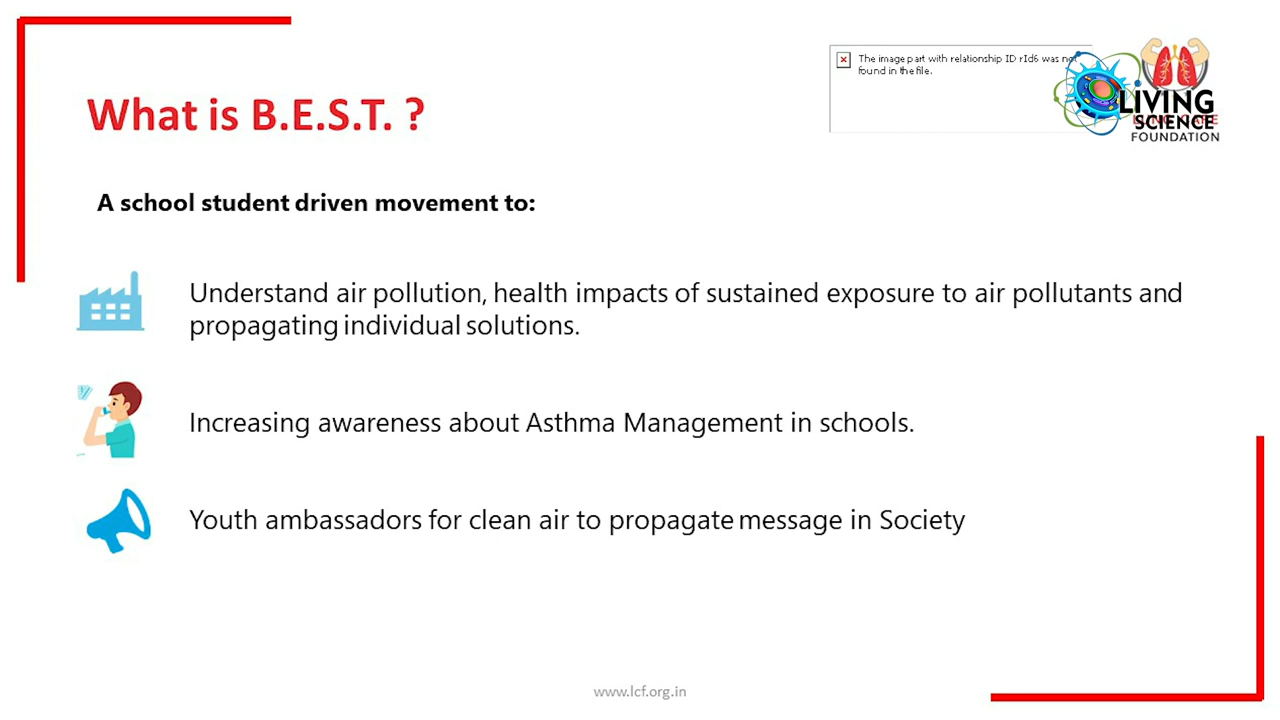 The image part with relationship ID rId6 was not
found in the file.
LIVING
SCIENCE
FOUNDATION
What is B.E.S.T. ?
A school student driven movement to:
Understand air pollution, health impacts of sustained exposure to air pollutants and
propagating individual solutions.
Increasing awareness about Asthma Management in schools.
Youth ambassadors for clean air to propagate message in Society
www.lcf.org.in